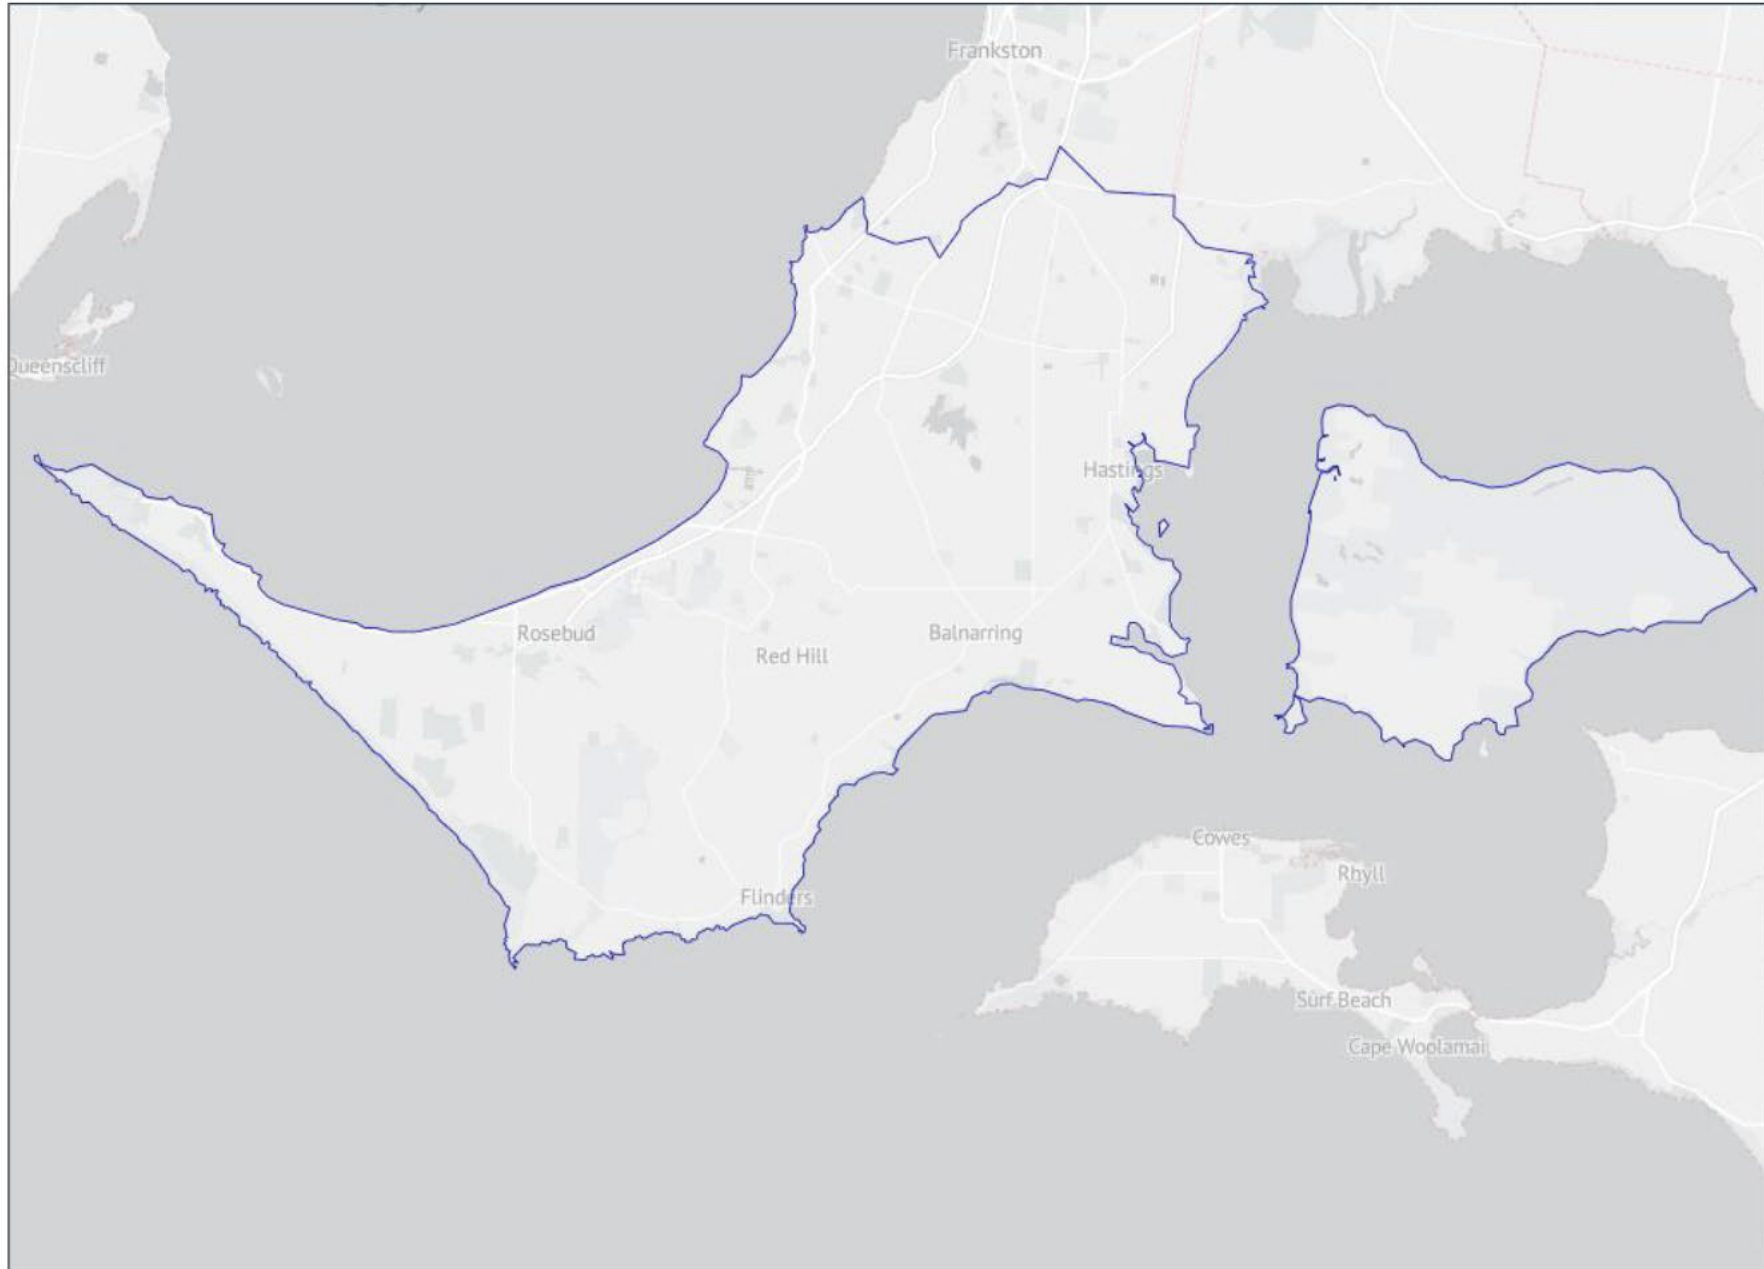 Frankston
Queenscliff
Hastings
Rosebud
Balnarring
Red Hill
Cowes
Rhyll
Flinders
Surf Beach
Cape Woolamai